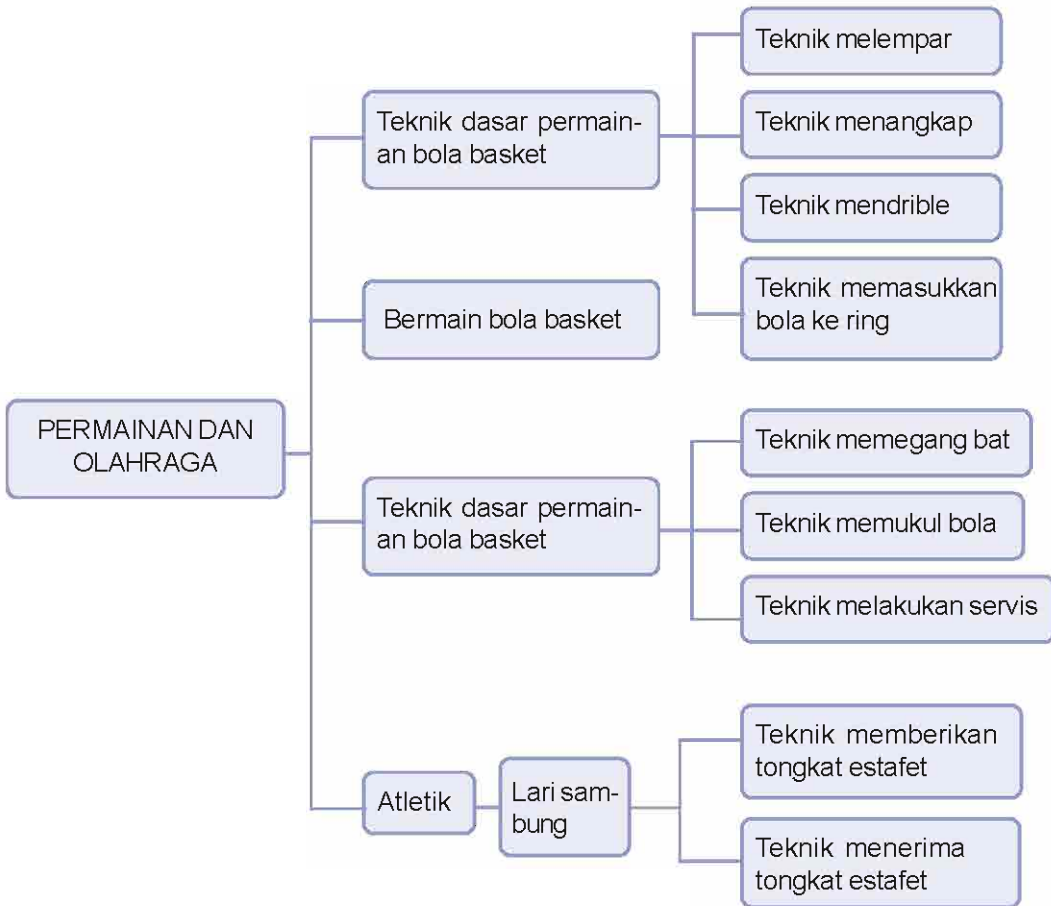 PERMAINAN DAN
OLAHRAGA
Teknik dasar permain-
an bola basket
Teknik melempar
Teknik menangkap
Teknik mendrible
Teknik memasukkan
bola ke ring
Bermain bola basket
Teknik dasar permain-
an bola basket
Teknik memegang bat
Teknik memukul bola
Teknik melakukan servis
Atletik
Lari sam-
bung
Teknik memberikan
tongkat estafet
Teknik menerima
tongkat estafet